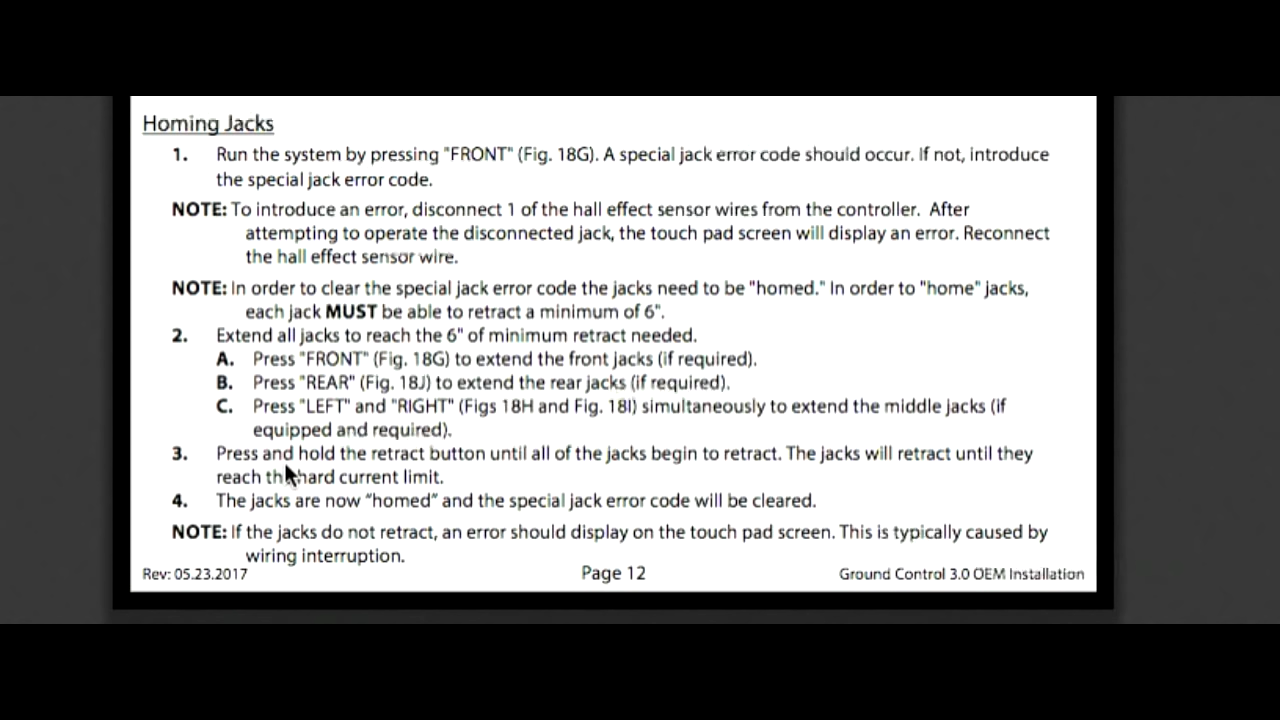 Homing Jacks
1. Run the system by pressing "FRONT" (Fig. 18G). A special jack error code should occur. If not, introduce
the special jack error code.
NOTE: To introduce an error, disconnect 1 of the hall effect sensor wires from the controller. After
attempting to operate the disconnected jack, the touch pad screen will display an error. Reconnect
the hall effect sensor wire.
NOTE: In order to clear the special jack error code the jacks need to be "homed." In order to "home" jacks,
each jack MUST be able to retract a minimum of 6".
2. Extend all jacks to reach the 6" of minimum retract needed.
A. Press "FRONT" (Fig. 18G) to extend the front jacks (if required).
B. Press "REAR" (Fig. 18J) to extend the rear jacks (if required).
C. Press "LEFT" and "RIGHT" (Figs 18H and Fig. 18I) simultaneously to extend the middle jacks (if
equipped and required).
3. Press and hold the retract button until all of the jacks begin to retract. The jacks will retract until they
reach the hard current limit.
4. The jacks are now “homed” and the special jack error code will be cleared.
NOTE: If the jacks do not retract, an error should display on the touch pad screen. This is typically caused by
wiring interruption.
Rev: 05.23.2017 Page 12 Ground Control 3.0 OEM Installation